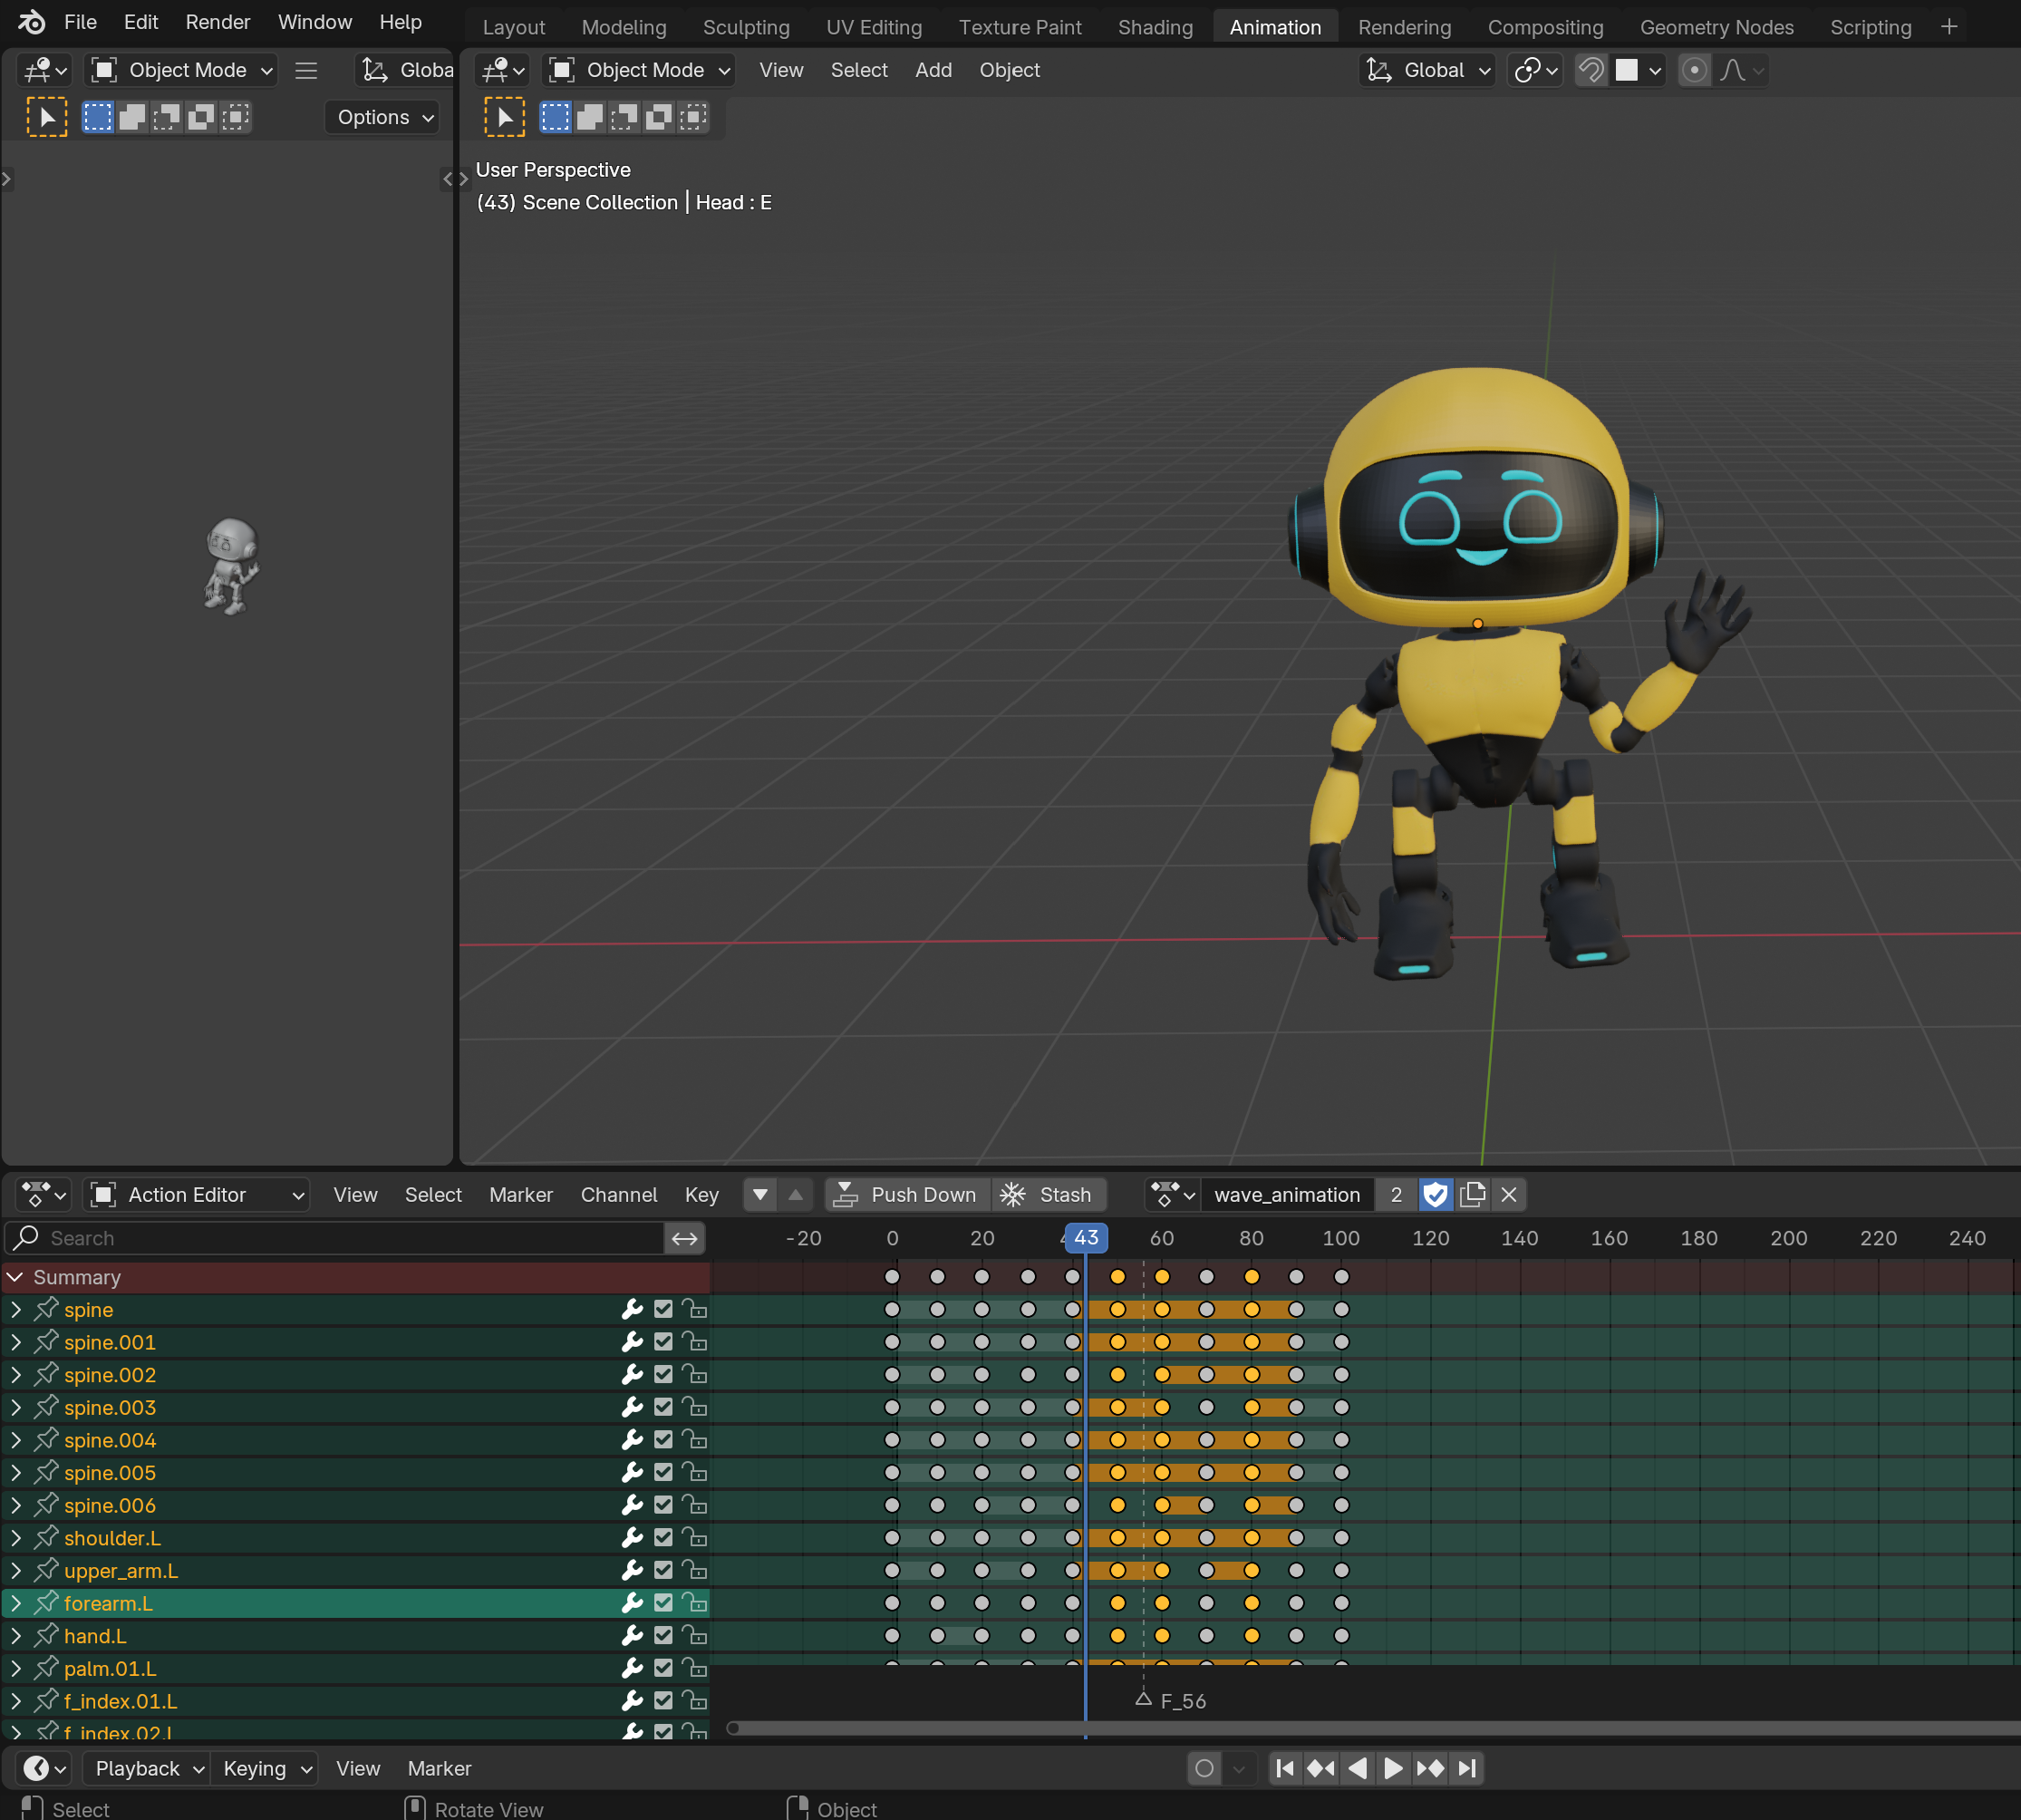 File Edit Render Window Help Layout Modeling Sculpting UV Editing Texture Paint Shading Animation Rendering Compositing Geometry Nodes Scripting +
Object Mode Globa Object Mode View Select Add Object Global
Options
User Perspective
(43) Scene Collection | Head : E
Action Editor View Select Marker Channel Key Push Down Stash wave_animation 2
Search -20 0 20 43 60 80 100 120 140 160 180 200 220 240
Summary
spine
spine.001
spine.002
spine.003
spine.004
spine.005
spine.006
shoulder.L
upper_arm.L
forearm.L
hand.L
palm.01.L
f_index.01.L F_56
f_index.02.L
Playback Keying View Marker
Select Rotate View Object